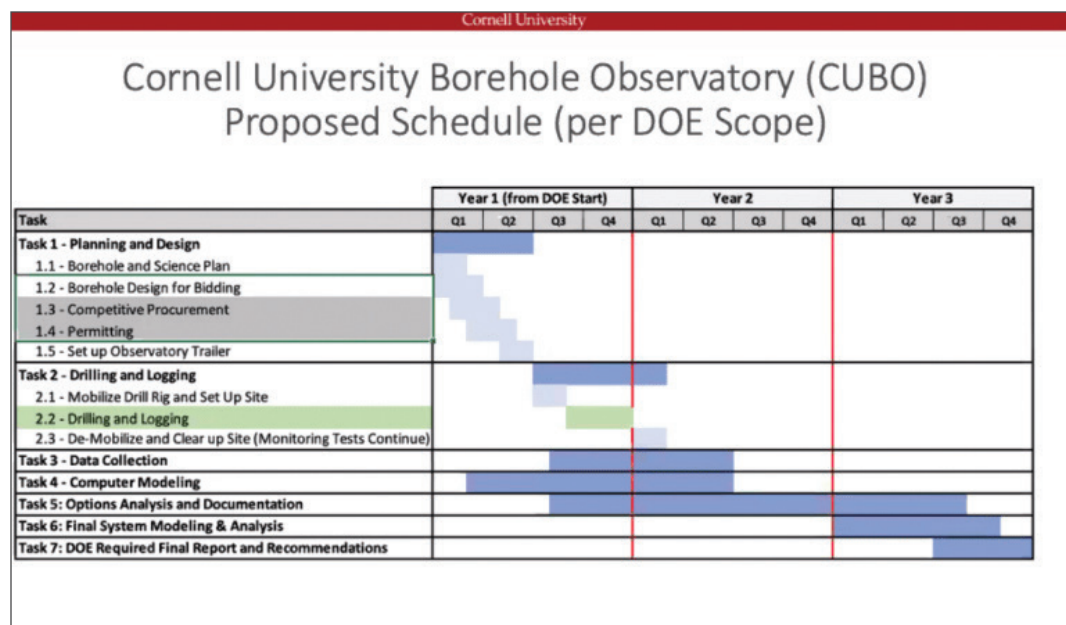 Cornell University
Cornell University Borehole Observatory (CUBO)
Proposed Schedule (per DOE Scope)
Year 1 (from DOE Start) Year 2 Year 3
Task Q1 Q2 Q3 Q4 Q1 Q2 Q3 Q4 Q1 Q2 Q3 Q4
Task 1 - Planning and Design
1.1 - Borehole and Science Plan
1.2 - Borehole Design for Bidding
1.3 - Competitive Procurement
1.4 - Permitting
1.5 - Set up Observatory Trailer
Task 2 - Drilling and Logging
2.1 - Mobilize Drill Rig and Set Up Site
2.2 - Drilling and Logging
2.3 - De-Mobilize and Clear up Site (Monitoring Tests Continue)
Task 3 - Data Collection
Task 4 - Computer Modeling
Task 5: Options Analysis and Documentation
Task 6: Final System Modeling & Analysis
Task 7: DOE Required Final Report and Recommendations